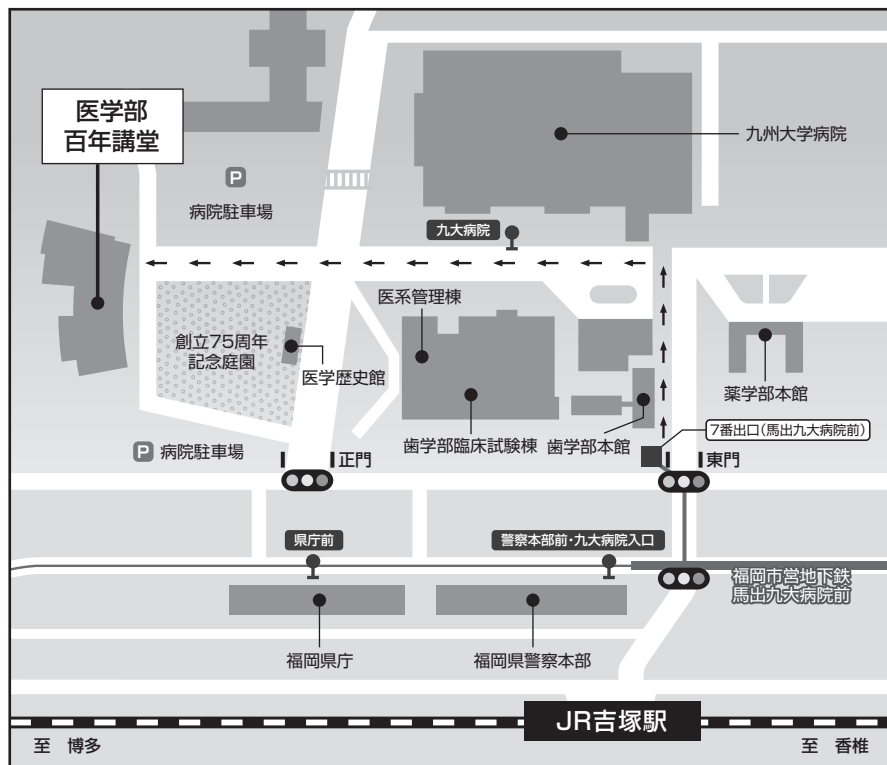 医学部
百年講堂
九州大学病院
P
病院駐車場
九大病院
医系管理棟
創立75周年
記念庭園
医学歴史館
薬学部本館
7番出口(馬出九大病院前)
歯学部臨床試験棟
歯学部本館
P 病院駐車場
正門
東門
県庁前
警察本部前・九大病院入口
福岡市営地下鉄
馬出九大病院前
福岡県庁
福岡県警察本部
JR吉塚駅
至 博多
至 香椎